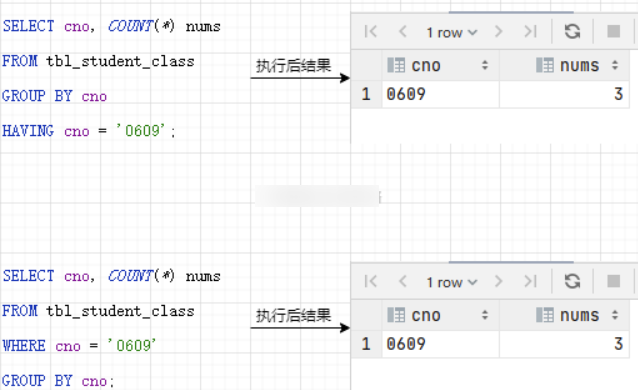 SELECT cno, COUNT(*) nums
FROM tbl_student_class
GROUP BY cno
HAVING cno = '0609';
执行后结果
1 row
cno nums
1 0609 3
SELECT cno, COUNT(*) nums
FROM tbl_student_class
WHERE cno = '0609'
GROUP BY cno;
执行后结果
1 row
cno nums
1 0609 3